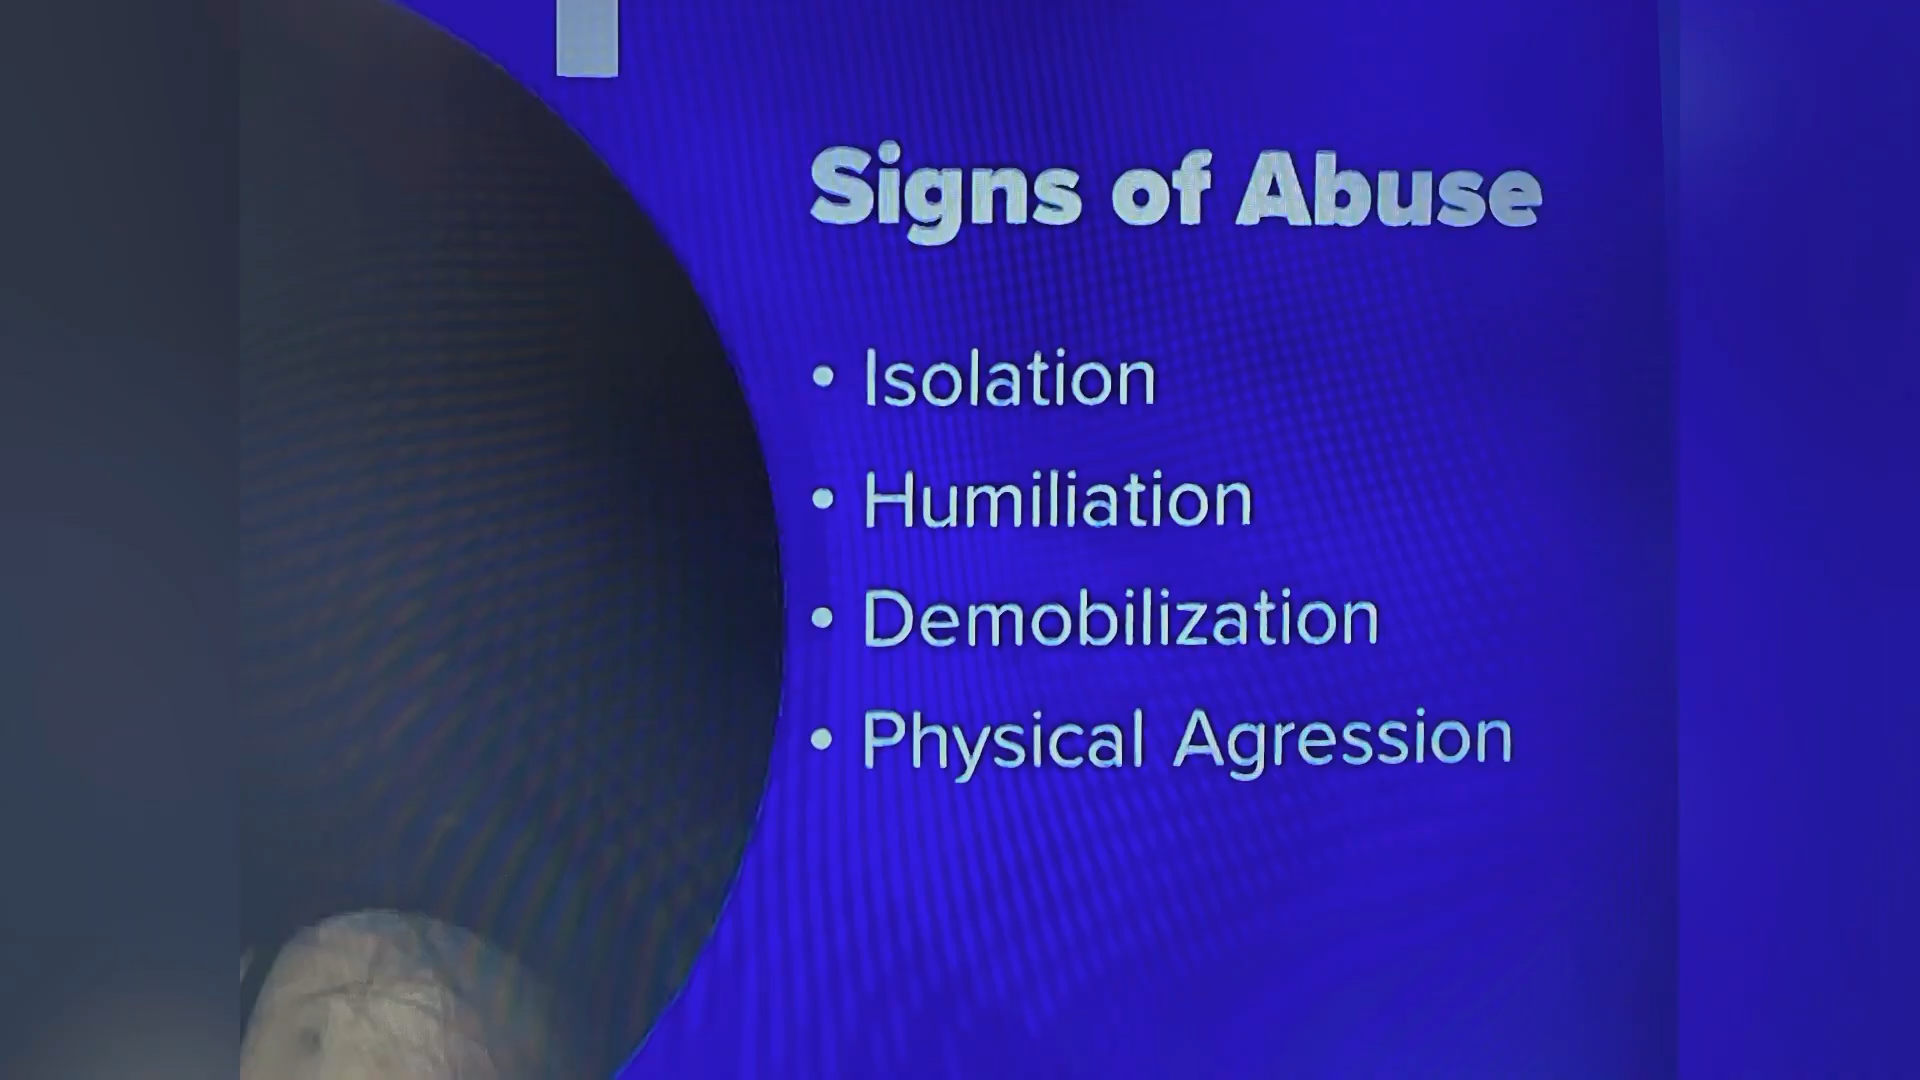 Signs of Abuse
• Isolation
• Humiliation
• Demobilization
• Physical Agression